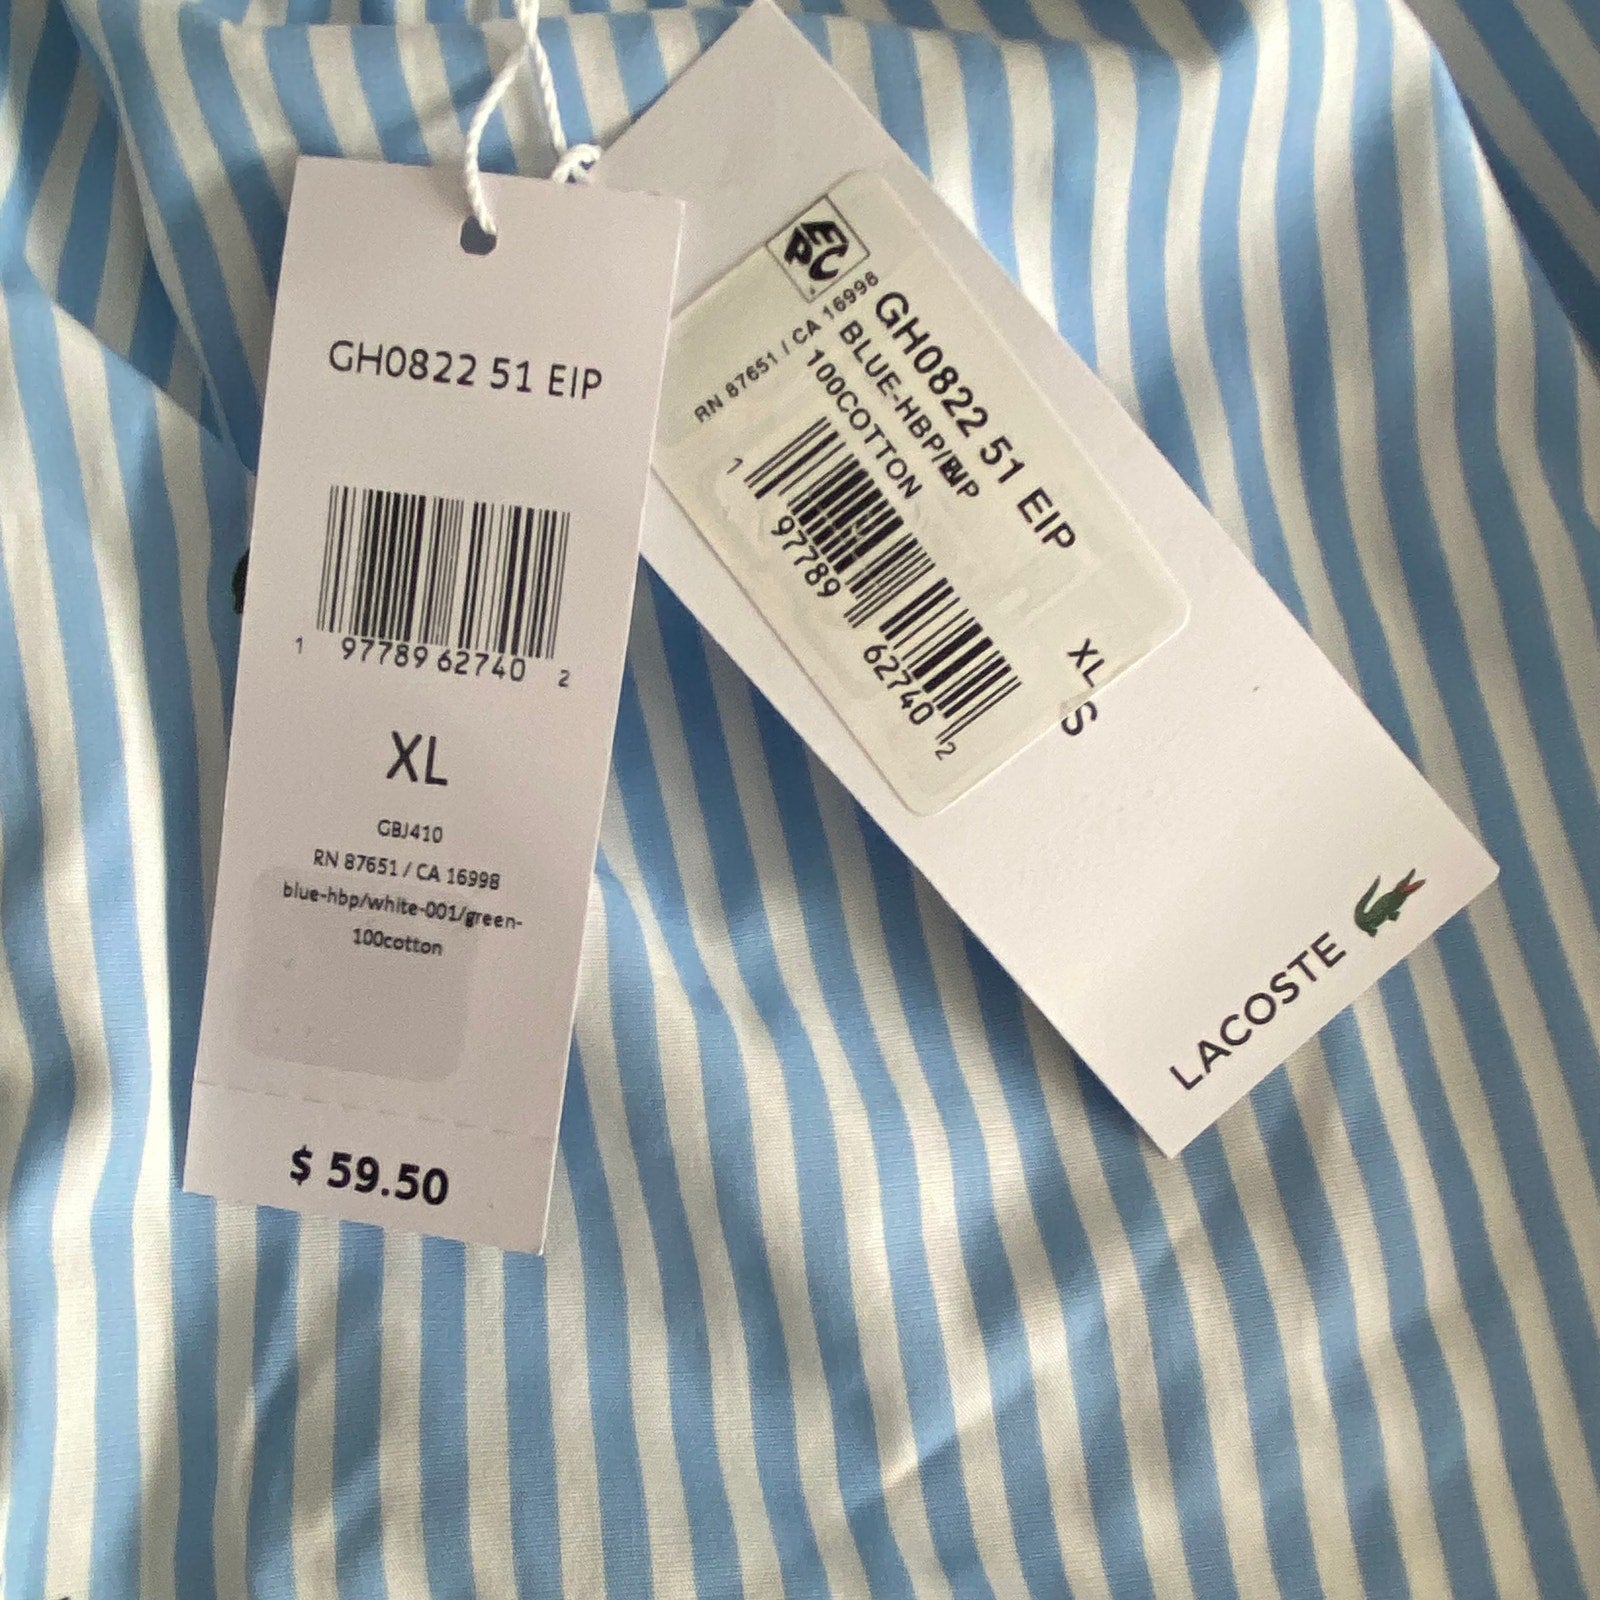 GH0822 51 EIP
1 97789 62740 2
XL
GBJ410
RN 87651 / CA 16998
blue-hbp/white-001/green-
100cotton
$ 59.50
EPC
GH0822 51 EIP
RN 87651 / CA 16998
100COTTON
1 97789 62740 2
XL
S
LACOSTE